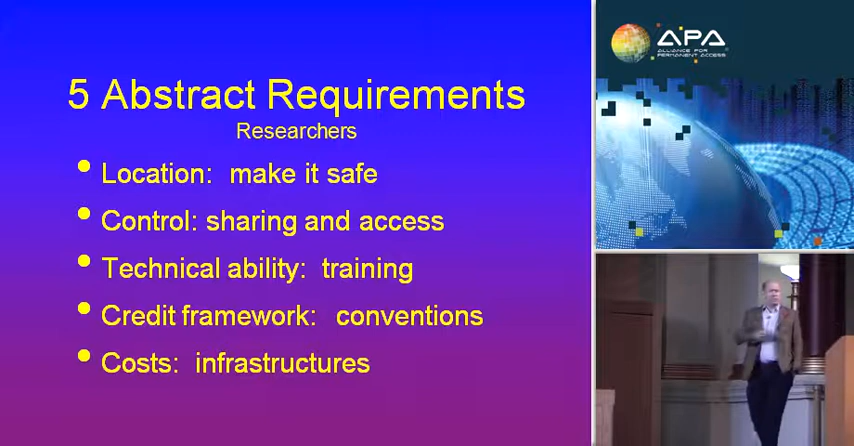 5 Abstract Requirements
Researchers
• Location: make it safe
• Control: sharing and access
• Technical ability: training
• Credit framework: conventions
• Costs: infrastructures
APA
ALLIANCE FOR
PERMANENT ACCESS